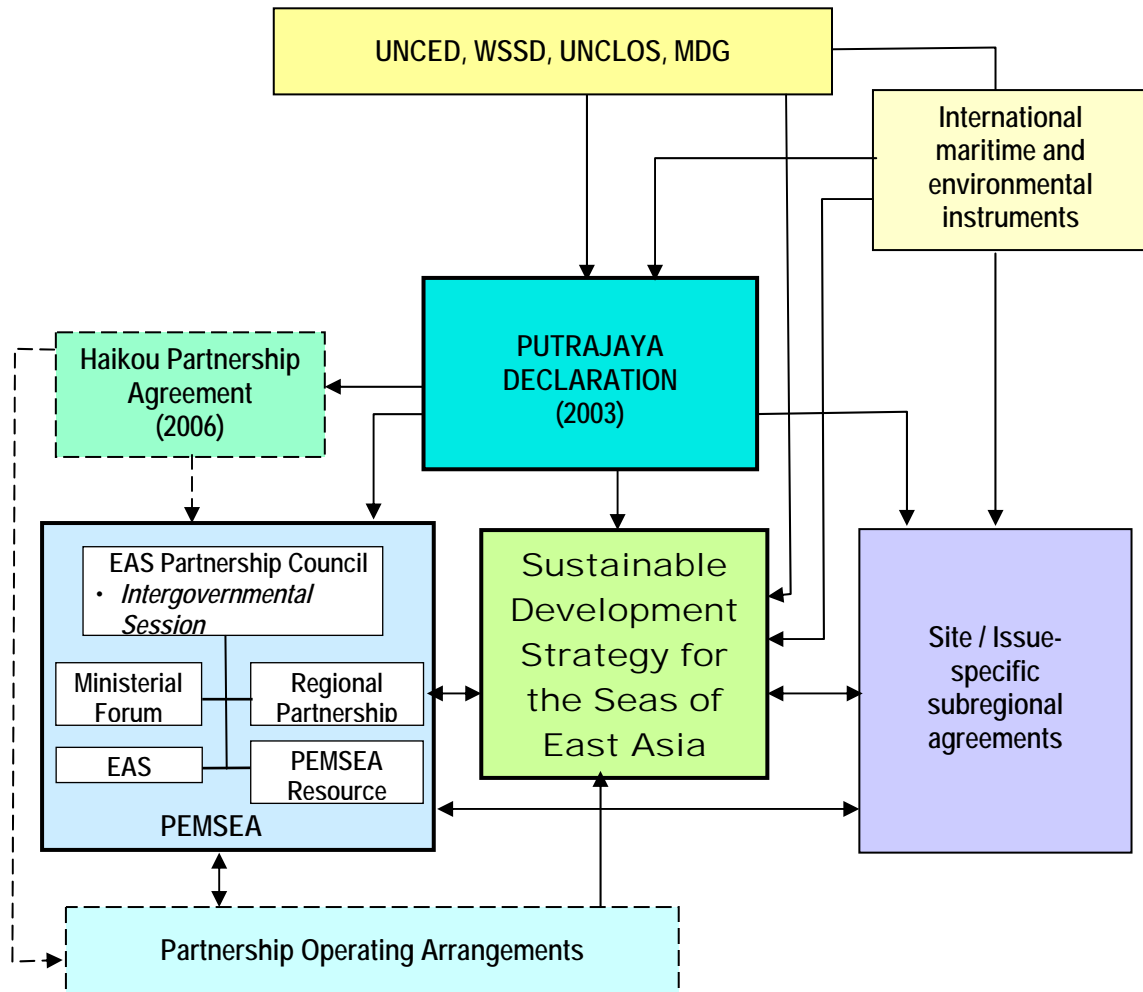 UNCED, WSSD, UNCLOS, MDG
International
maritime and
environmental
instruments
PUTRAJAYA
DECLARATION
(2003)
Haikou Partnership
Agreement
(2006)
EAS Partnership Council
• Intergovernmental
Session
Ministerial
Forum
Regional
Partnership
EAS
PEMSEA
Resource
PEMSEA
Sustainable
Development
Strategy for
the Seas of
East Asia
Site / Issue-
specific
subregional
agreements
Partnership Operating Arrangements